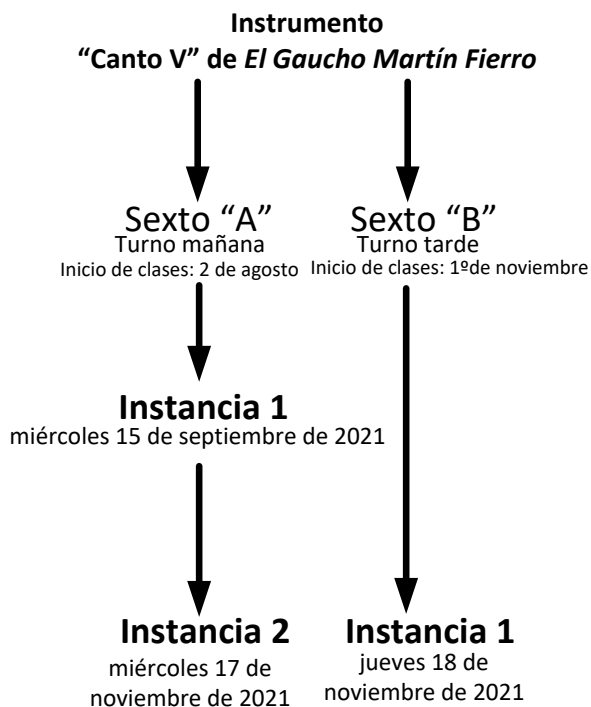 Instrumento
“Canto V” de El Gaucho Martín Fierro
Sexto “A”
Turno mañana
Inicio de clases: 2 de agosto
Sexto “B”
Turno tarde
Inicio de clases: 1ºde noviembre
Instancia 1
miércoles 15 de septiembre de 2021
Instancia 2
miércoles 17 de
noviembre de 2021
Instancia 1
jueves 18 de
noviembre de 2021